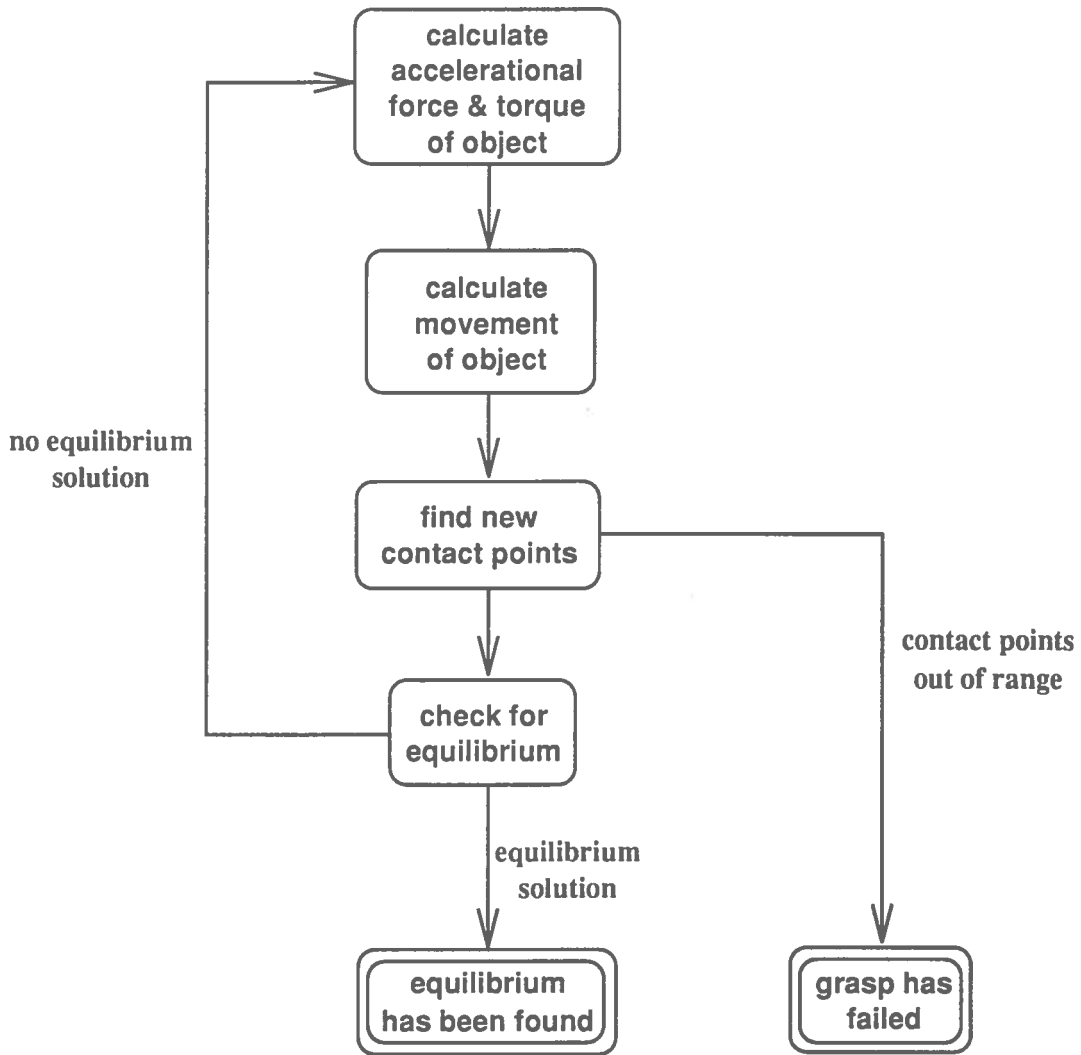 calculate
accelerational
force & torque
of object
calculate
movement
of object
no equilibrium
solution
find new
contact points
contact points
out of range
check for
equilibrium
equilibrium
solution
equilibrium
has been found
grasp has
failed